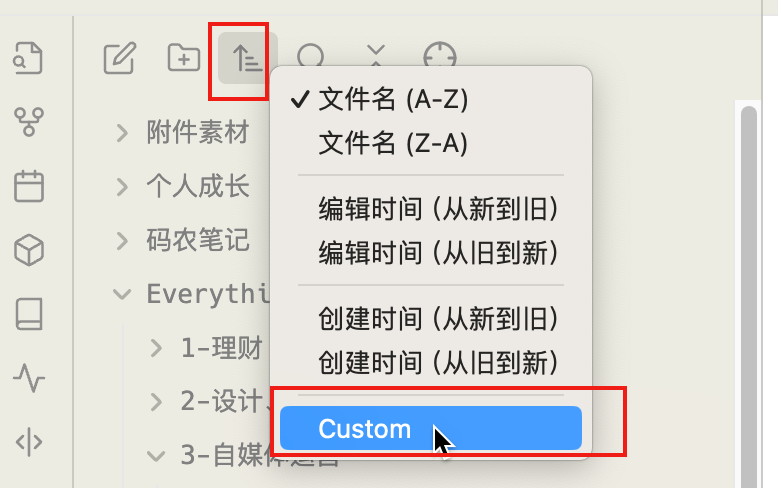 文件名 (A-Z)
文件名 (Z-A)
编辑时间 (从新到旧)
编辑时间 (从旧到新)
创建时间 (从新到旧)
创建时间 (从旧到新)
Custom
附件素材
个人成长
码农笔记
Everythi
1-理财
2-设计、
3-自媒体运营